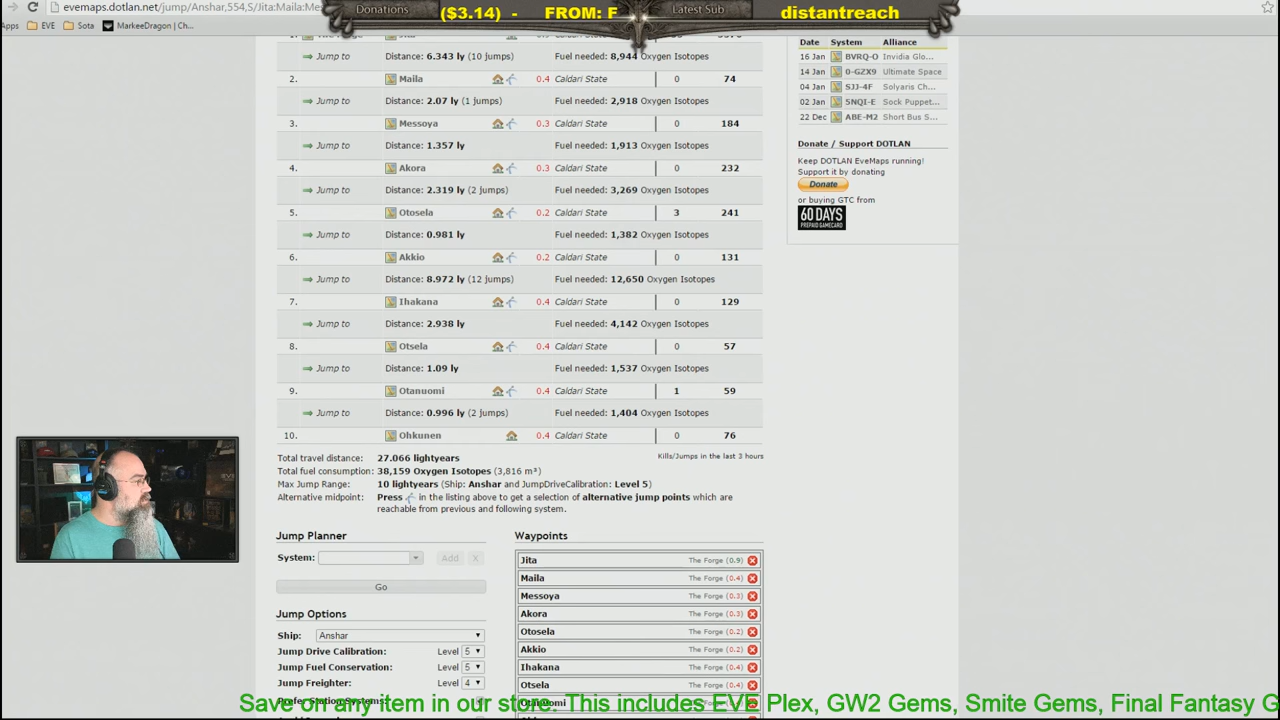 evemaps.dotlan.net/jump/Anshar,554,S/Jita:Maila:Me
Donations
($3.14) - FROM: F
Latest Sub
distantreach
Apps EVE Sota MarkeeDragon | Ch...
Jump to Distance: 6.343 ly (10 jumps) Fuel needed: 8,944 Oxygen Isotopes
2. Maila 0.4 Caldari State 0 74
Jump to Distance: 2.07 ly (1 jumps) Fuel needed: 2,918 Oxygen Isotopes
3. Messoya 0.3 Caldari State 0 184
Jump to Distance: 1.357 ly Fuel needed: 1,913 Oxygen Isotopes
4. Akora 0.3 Caldari State 0 232
Jump to Distance: 2.319 ly (2 jumps) Fuel needed: 3,269 Oxygen Isotopes
5. Otosela 0.2 Caldari State 3 241
Jump to Distance: 0.981 ly Fuel needed: 1,382 Oxygen Isotopes
6. Akkio 0.2 Caldari State 0 131
Jump to Distance: 8.972 ly (12 jumps) Fuel needed: 12,650 Oxygen Isotopes
7. Ihakana 0.4 Caldari State 0 129
Jump to Distance: 2.938 ly Fuel needed: 4,142 Oxygen Isotopes
8. Otsela 0.4 Caldari State 0 57
Jump to Distance: 1.09 ly Fuel needed: 1,537 Oxygen Isotopes
9. Otanuomi 0.4 Caldari State 1 59
Jump to Distance: 0.996 ly (2 jumps) Fuel needed: 1,404 Oxygen Isotopes
10. Ohkunen 0.4 Caldari State 0 76
Total travel distance: 27.066 lightyears
Kills/Jumps in the last 3 hours
Total fuel consumption: 38,159 Oxygen Isotopes (3,816 m³)
Max Jump Range: 10 lightyears (Ship: Anshar and JumpDriveCalibration: Level 5)
Alternative midpoint: Press in the listing above to get a selection of alternative jump points which are
reachable from previous and following system.
Date System Alliance
16 Jan BVRQ-O Invidia Glo...
14 Jan 0-GZX9 Ultimate Space
04 Jan SJJ-4F Solyaris Ch...
02 Jan 5NQI-E Sock Puppet...
22 Dec ABE-M2 Short Bus S...
Donate / Support DOTLAN
Keep DOTLAN EveMaps running!
Support it by donating
Donate
or buying GTC from
60 DAYS
PREPAID GAMECARD
Jump Planner
System: Add X
Go
Jump Options
Ship: Anshar
Jump Drive Calibration: Level 5
Jump Fuel Conservation: Level 5
Jump Freighter: Level 4
Prefer Station Systems:
Waypoints
Jita The Forge (0.9)
Maila The Forge (0.4)
Messoya The Forge (0.3)
Akora The Forge (0.3)
Otosela The Forge (0.2)
Akkio The Forge (0.2)
Ihakana The Forge (0.4)
Otsela The Forge (0.4)
Otanuomi
Save on any item in our store. This includes EVE Plex, GW2 Gems, Smite Gems, Final Fantasy G